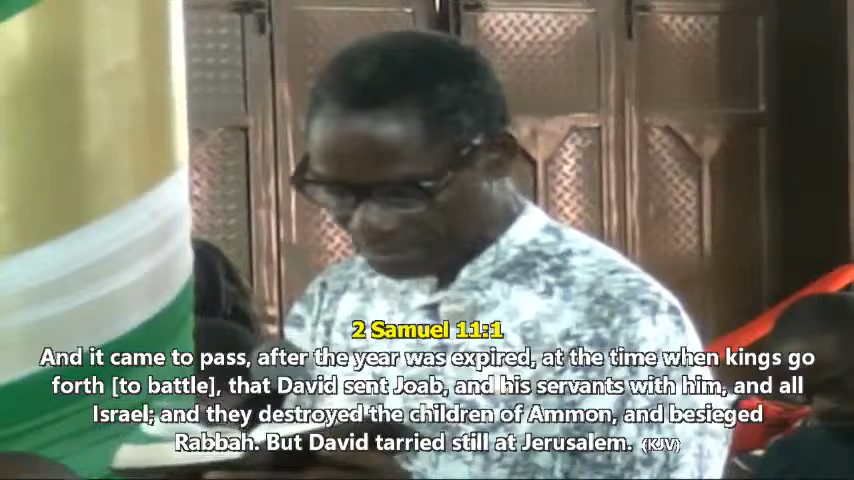 2 Samuel 11:1
And it came to pass, after the year was expired, at the time when kings go
forth [to battle], that David sent Joab, and his servants with him, and all
Israel; and they destroyed the children of Ammon, and besieged
Rabbah. But David tarried still at Jerusalem. (KJV)